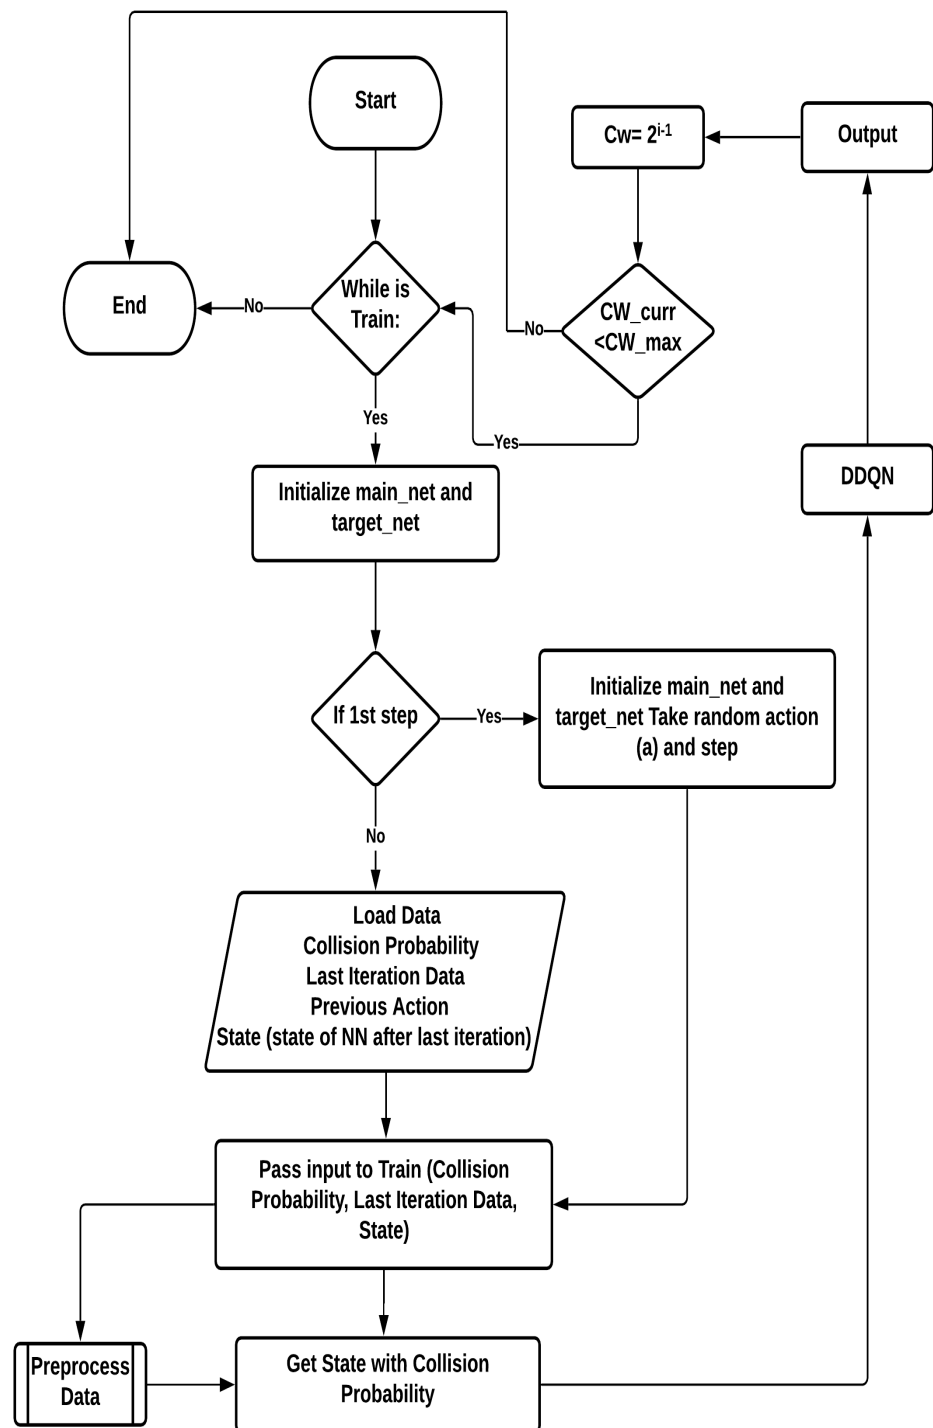 Start
Cw= 2^i-1
Output
While is
Train:
End
No
CW_curr
<CW_max
No
Yes
Yes
Initialize main_net and
target_net
DDQN
If 1st step
Yes
Initialize main_net and
target_net Take random action
(a) and step
No
Load Data
Collision Probability
Last Iteration Data
Previous Action
State (state of NN after last iteration)
Pass input to Train (Collision
Probability, Last Iteration Data,
State)
Preprocess
Data
Get State with Collision
Probability